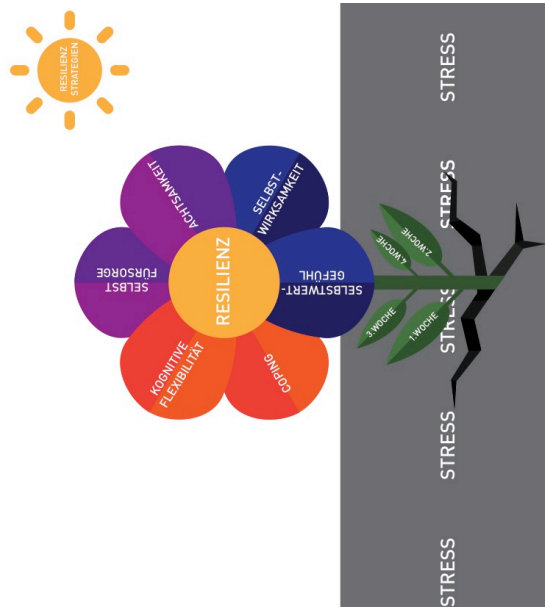 RESILIENZ
STRATEGIEN
SELBST
FÜRSORGE
KOGNITIVE
FLEXIBILITÄT
ACHTSAMKEIT
RESILIENZ
COPING
SELBST-
WIRKSAMKEIT
SELBSTWERT-
GEFÜHL
3.WOCHE
4.WOCHE
1.WOCHE
2.WOCHE
STRESS STRESS STRESS STRESS STRESS